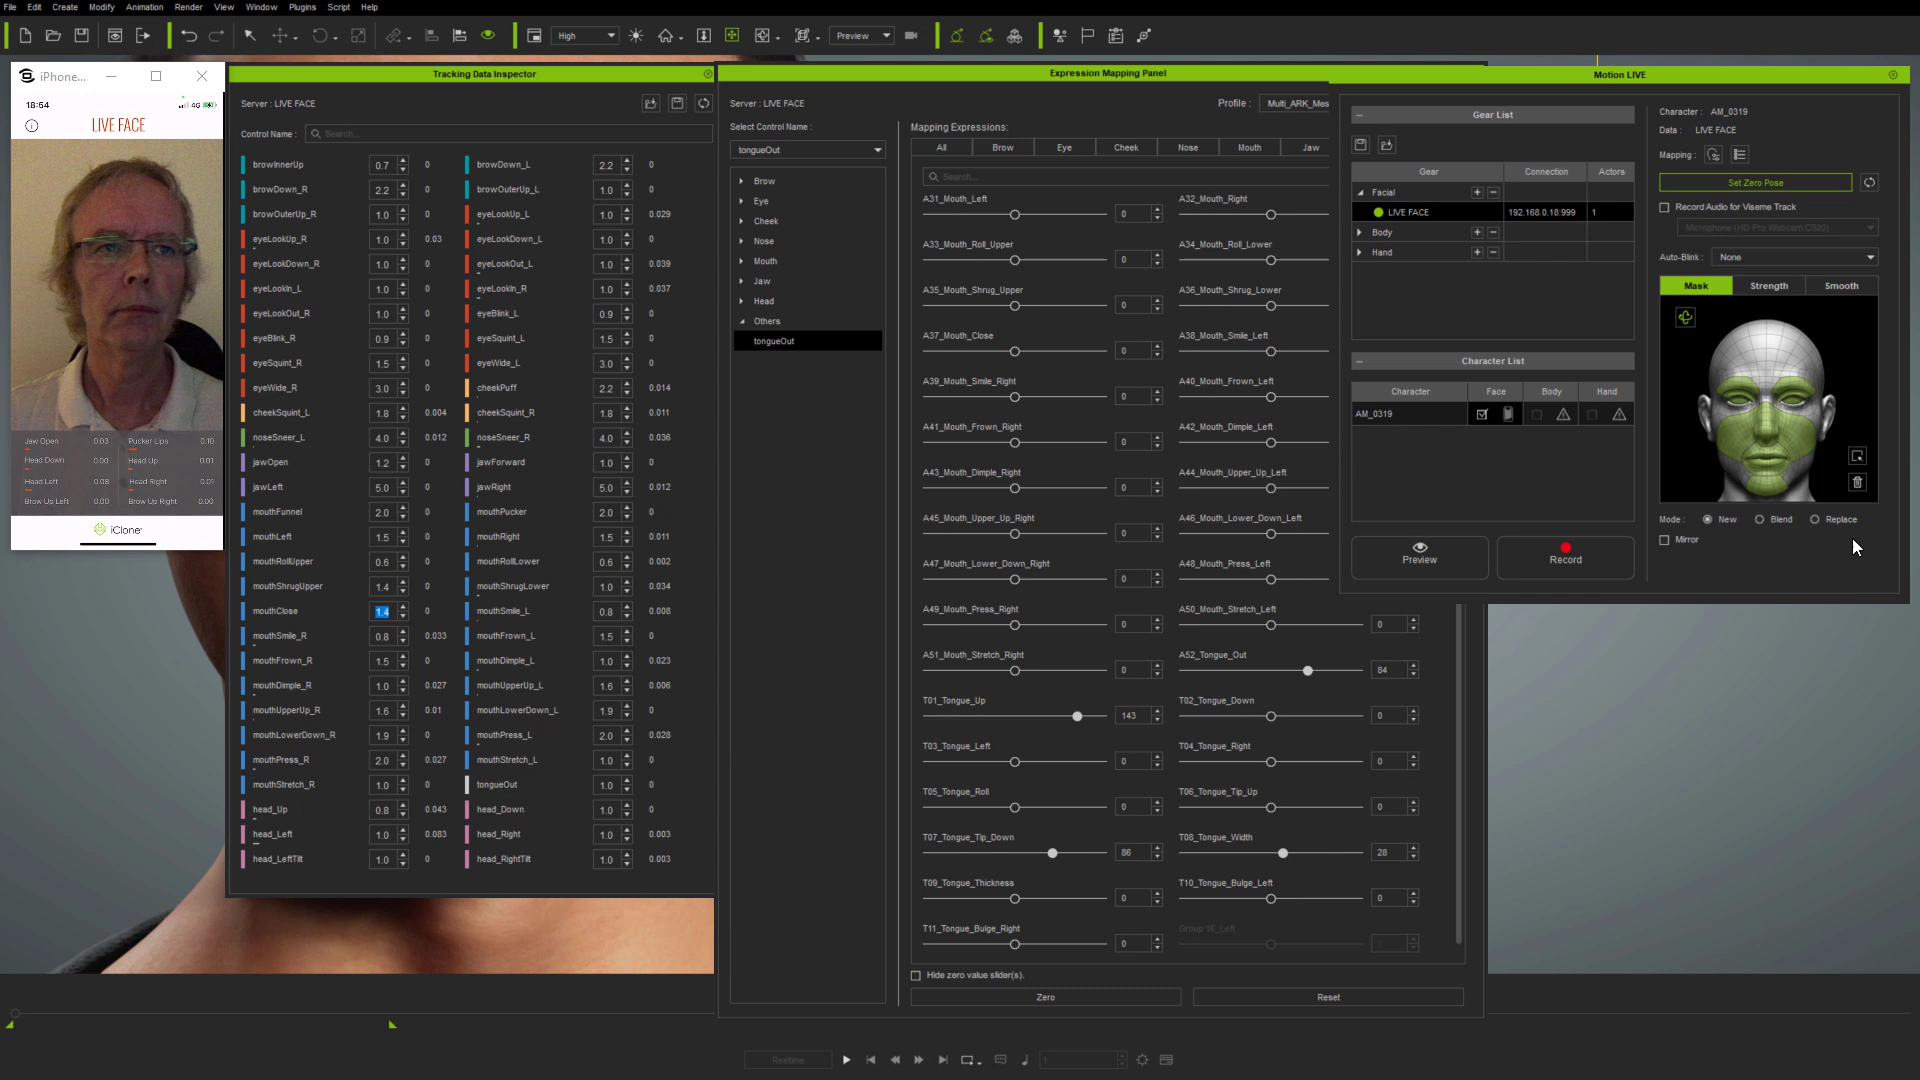 File Edit Create Modify Animation Render View Window Plugins Script Help
High Preview
iPhone...
18:54 4G
LIVE FACE
Jaw Open 0.03 Pucker Lips 0.10
Head Down 0.00 Head Up 0.01
Head Left 0.08 Head Right 0.01
Brow Up Left 0.00 Brow Up Right 0.00
iClone
Tracking Data Inspector
Server : LIVE FACE
Control Name : Search...
browInnerUp 0.7 0 browDown_L 2.2 0
browDown_R 2.2 0 browOuterUp_L 1.0 0
browOuterUp_R 1.0 0 eyeLookUp_L 1.0 0.029
eyeLookUp_R 1.0 0.03 eyeLookDown_L 1.0 0
eyeLookDown_R 1.0 0 eyeLookOut_L 1.0 0.039
eyeLookIn_L 1.0 0 eyeLookIn_R 1.0 0.037
eyeLookOut_R 1.0 0 eyeBlink_L 0.9 0
eyeBlink_R 0.9 0 eyeSquint_L 1.5 0
eyeSquint_R 1.5 0 eyeWide_L 3.0 0
eyeWide_R 3.0 0 cheekPuff 2.2 0.014
cheekSquint_L 1.8 0.004 cheekSquint_R 1.8 0.011
noseSneer_L 4.0 0.012 noseSneer_R 4.0 0.036
jawOpen 1.2 0 jawForward 1.0 0
jawLeft 5.0 0 jawRight 5.0 0.012
mouthFunnel 2.0 0 mouthPucker 2.0 0
mouthLeft 1.5 0 mouthRight 1.5 0.011
mouthRollUpper 0.6 0 mouthRollLower 0.6 0.002
mouthShrugUpper 1.4 0 mouthShrugLower 1.0 0.034
mouthClose 1.4 0 mouthSmile_L 0.8 0.008
mouthSmile_R 0.8 0.033 mouthFrown_L 1.5 0
mouthFrown_R 1.5 0 mouthDimple_L 1.0 0.023
mouthDimple_R 1.0 0.027 mouthUpperUp_L 1.6 0.006
mouthUpperUp_R 1.6 0.01 mouthLowerDown_L 1.9 0
mouthLowerDown_R 1.9 0 mouthPress_L 2.0 0.028
mouthPress_R 2.0 0.027 mouthStretch_L 1.0 0
mouthStretch_R 1.0 0 tongueOut 1.0 0
head_Up 0.8 0.043 head_Down 1.0 0
head_Left 1.0 0.083 head_Right 1.0 0.003
head_LeftTilt 1.0 0 head_RightTilt 1.0 0.003
Expression Mapping Panel
Server : LIVE FACE Profile : Multi_ARK_Mes
Select Control Name :
tongueOut
Brow
Eye
Cheek
Nose
Mouth
Jaw
Head
Others
tongueOut
Mapping Expressions:
All Brow Eye Cheek Nose Mouth Jaw
Search...
A31_Mouth_Left 0 A32_Mouth_Right
A33_Mouth_Roll_Upper 0 A34_Mouth_Roll_Lower
A35_Mouth_Shrug_Upper 0 A36_Mouth_Shrug_Lower
A37_Mouth_Close 0 A38_Mouth_Smile_Left
A39_Mouth_Smile_Right 0 A40_Mouth_Frown_Left
A41_Mouth_Frown_Right 0 A42_Mouth_Dimple_Left
A43_Mouth_Dimple_Right 0 A44_Mouth_Upper_Up_Left
A45_Mouth_Upper_Up_Right 0 A46_Mouth_Lower_Down_Left
A47_Mouth_Lower_Down_Right 0 A48_Mouth_Press_Left
A49_Mouth_Press_Right 0 A50_Mouth_Stretch_Left 0
A51_Mouth_Stretch_Right 0 A52_Tongue_Out 84
T01_Tongue_Up 143 T02_Tongue_Down 0
T03_Tongue_Left 0 T04_Tongue_Right 0
T05_Tongue_Roll 0 T06_Tongue_Tip_Up 0
T07_Tongue_Tip_Down 86 T08_Tongue_Width 28
T09_Tongue_Thickness 0 T10_Tongue_Bulge_Left 0
T11_Tongue_Bulge_Right 0
Hide zero value slider(s).
Zero Reset
Motion LIVE
Gear List
Gear Connection Actors
Facial
LIVE FACE 192.168.0.18:999 1
Body
Hand
Character List
Character Face Body Hand
AM_0319
Preview Record
Character : AM_0319
Data : LIVE FACE
Mapping :
Set Zero Pose
Record Audio for Viseme Track
Microphone (HD Pro Webcam C920)
Auto-Blink : None
Mask Strength Smooth
Mode : New Blend Replace
Mirror
Realtime 1